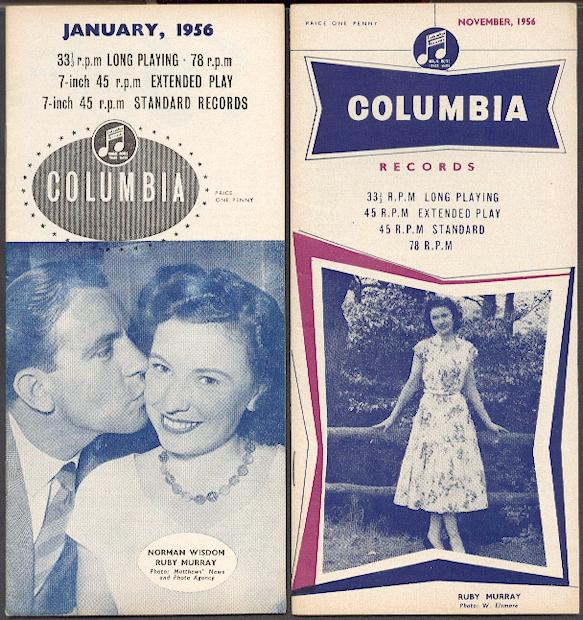 JANUARY, 1956
33⅓ r.p.m LONG PLAYING · 78 r.p.m
7-inch 45 r.p.m EXTENDED PLAY
7-inch 45 r.p.m STANDARD RECORDS
COLUMBIA
PRICE
ONE PENNY
NORMAN WISDOM
RUBY MURRAY
Photo: Matthews' News
and Photo Agency
PRICE ONE PENNY
NOVEMBER, 1956
COLUMBIA
RECORDS
33⅓ R.P.M LONG PLAYING
45 R.P.M EXTENDED PLAY
45 R.P.M STANDARD
78 R.P.M
RUBY MURRAY
Photo: W. Elsmore